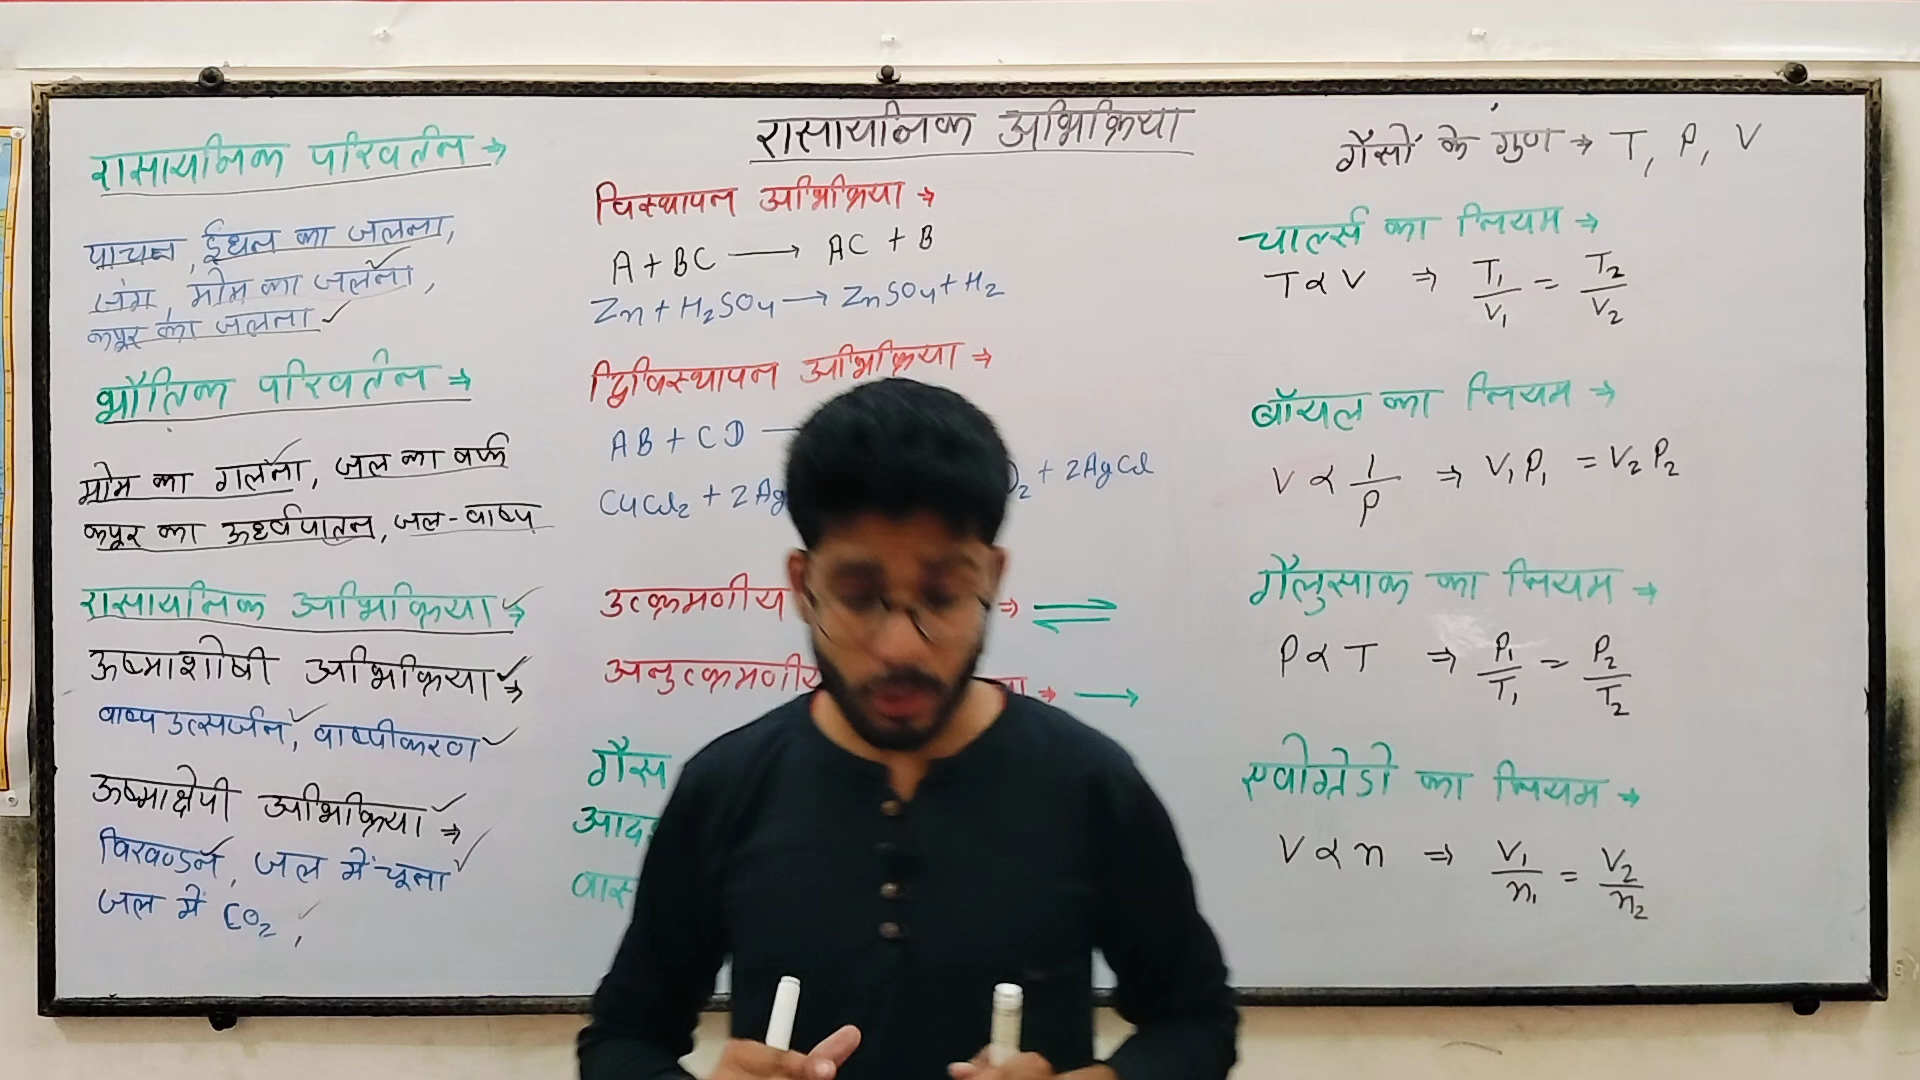 रासायनिक अभिक्रिया
रासायनिक परिवर्तन →
पाचन, ईंधन का जलना,
जंग, मोम का जलना,
कपूर का जलना
भौतिक परिवर्तन →
मोम का गलना, जल का बर्फ
कपूर का ऊर्ध्वपातन, जल-वाष्प
रासायनिक अभिक्रिया →
ऊष्माशोषी अभिक्रिया →
वाष्प उत्सर्जन, वाष्पीकरण
ऊष्माक्षेपी अभिक्रिया →
विखण्डन, जल में चूना
जल में CO₂,
विस्थापन अभिक्रिया →
A + BC ⟶ AC + B
Zn + H₂SO₄ ⟶ ZnSO₄ + H₂
द्विविस्थापन अभिक्रिया →
AB + CD —
CuCl₂ + 2Ag ₂ + 2AgCl
उत्क्रमणीय ⇒ ⇌
अनुत्क्रमणीय → ⟶
गैस
गैसों के गुण → T, P, V
चार्ल्स का नियम →
T ∝ V ⇒ T₁/V₁ = T₂/V₂
बॉयल का नियम →
V ∝ 1/P ⇒ V₁P₁ = V₂P₂
गैलुसाक का नियम →
P ∝ T ⇒ P₁/T₁ = P₂/T₂
एवोग्रेडो का नियम →
V ∝ n ⇒ V₁/n₁ = V₂/n₂